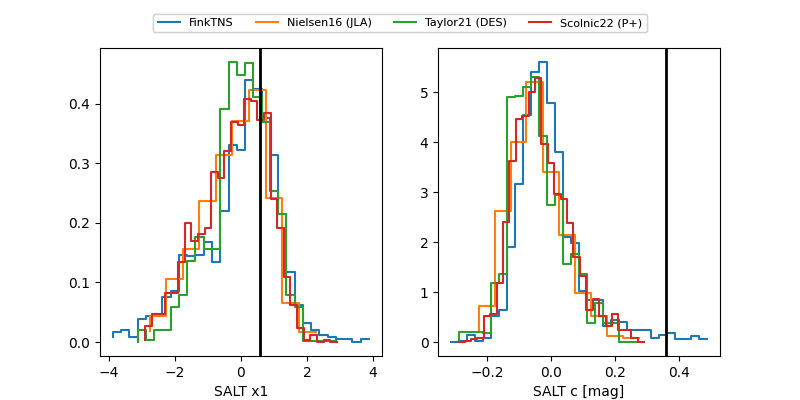 FinkTNS Nielsen16 (JLA) Taylor21 (DES) Scolnic22 (P+)
0.4
0.3
0.2
0.1
0.0
−4 −2 0 2 4
SALT x1
5
4
3
2
1
0
−0.2 0.0 0.2 0.4
SALT c [mag]